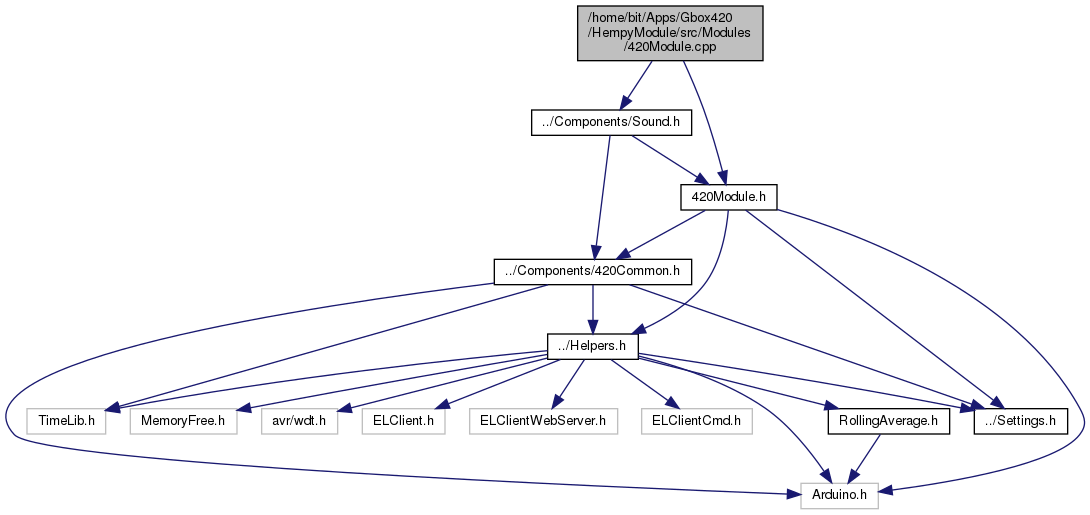 /home/bit/Apps/Gbox420
/HempyModule/src/Modules
/420Module.cpp
../Components/Sound.h
420Module.h
../Components/420Common.h
../Helpers.h
TimeLib.h
MemoryFree.h
avr/wdt.h
ELClient.h
ELClientWebServer.h
ELClientCmd.h
RollingAverage.h
../Settings.h
Arduino.h